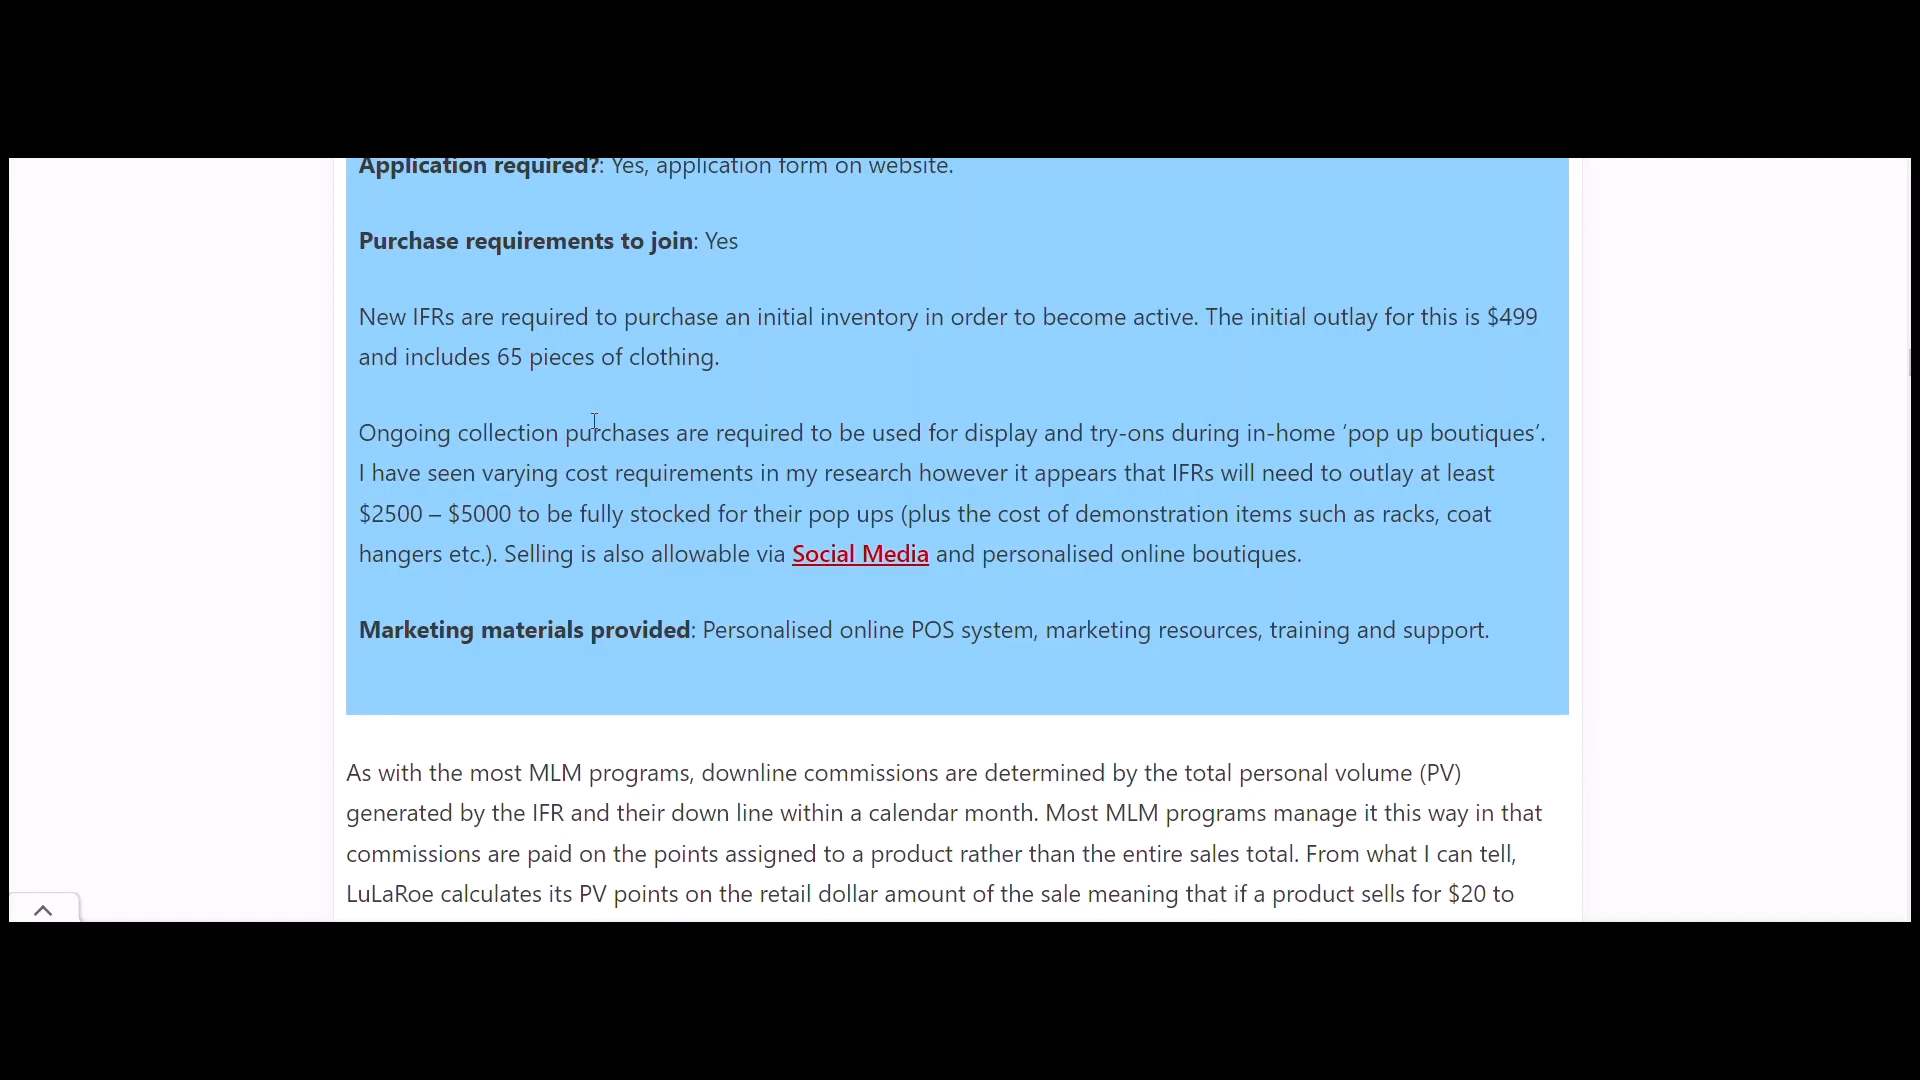 Application required?: Yes, application form on website.
Purchase requirements to join: Yes
New IFRs are required to purchase an initial inventory in order to become active. The initial outlay for this is $499
and includes 65 pieces of clothing.
Ongoing collection purchases are required to be used for display and try-ons during in-home ‘pop up boutiques’.
I have seen varying cost requirements in my research however it appears that IFRs will need to outlay at least
$2500 – $5000 to be fully stocked for their pop ups (plus the cost of demonstration items such as racks, coat
hangers etc.). Selling is also allowable via Social Media and personalised online boutiques.
Marketing materials provided: Personalised online POS system, marketing resources, training and support.
As with the most MLM programs, downline commissions are determined by the total personal volume (PV)
generated by the IFR and their down line within a calendar month. Most MLM programs manage it this way in that
commissions are paid on the points assigned to a product rather than the entire sales total. From what I can tell,
LuLaRoe calculates its PV points on the retail dollar amount of the sale meaning that if a product sells for $20 to